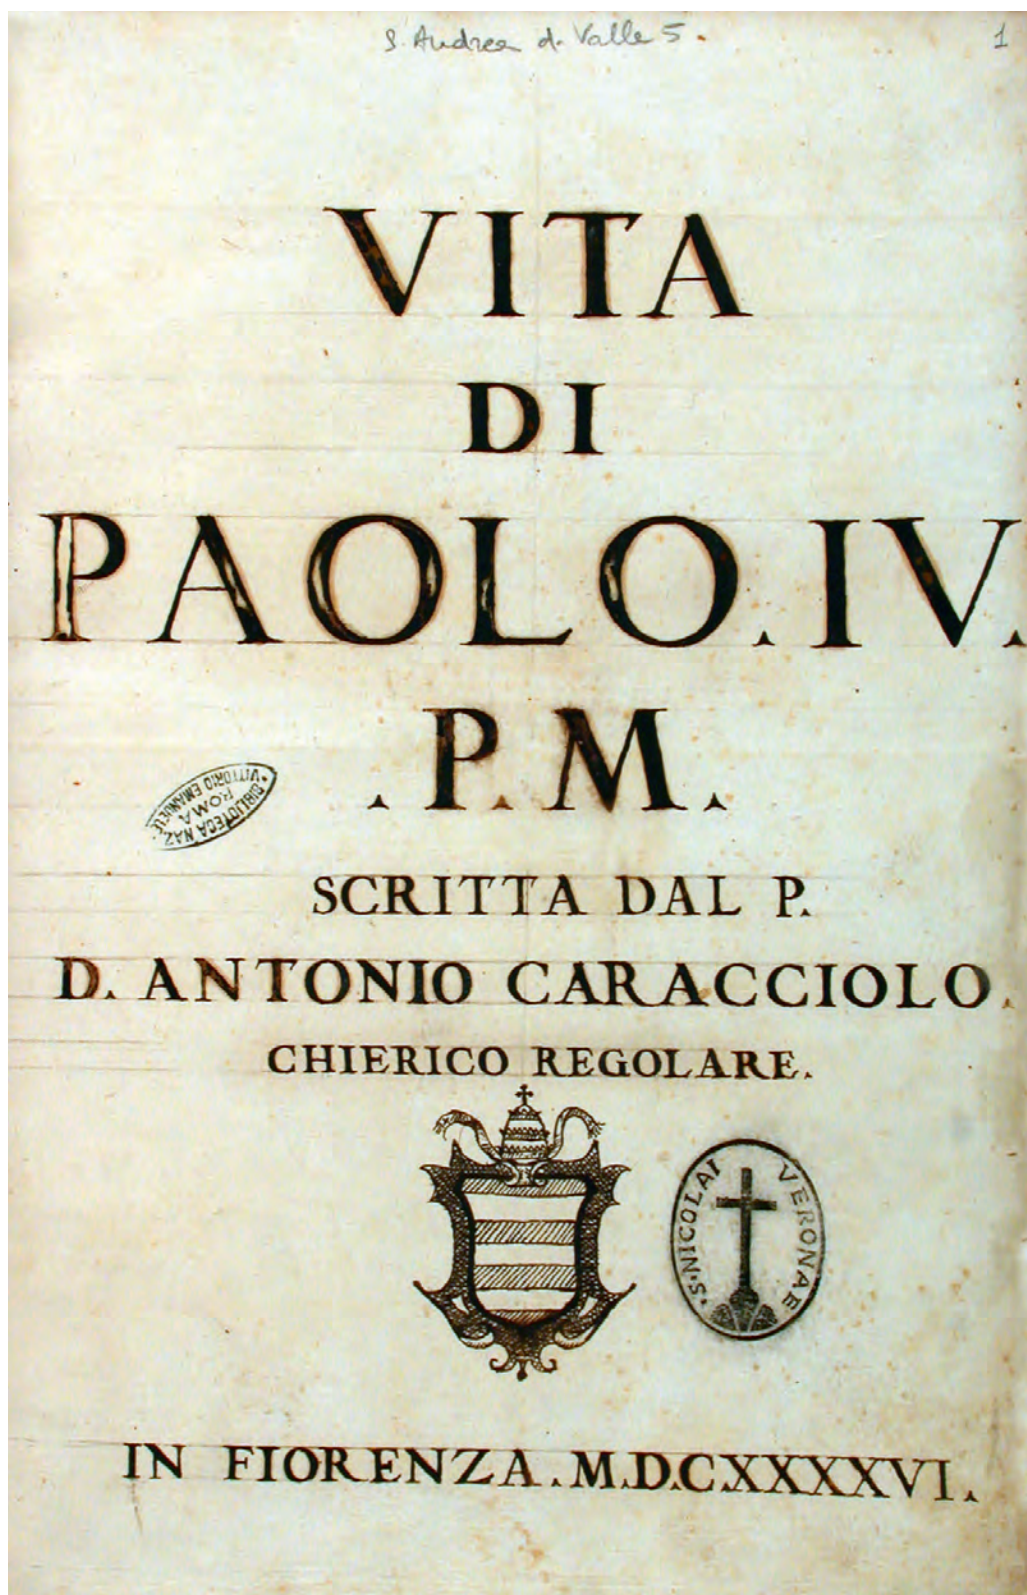 S. Andrea d. Valle 5.
1
VITA
DI
PAOLO.IV.
.P.M.
BIBLIOTECA NAZ
ROMA
VITTORIO EMANUELE
SCRITTA DAL P.
D. ANTONIO CARACCIOLO.
CHIERICO REGOLARE.
S. NICOLAI VERONAE
IN FIORENZA.M.D.CXXXXVI.